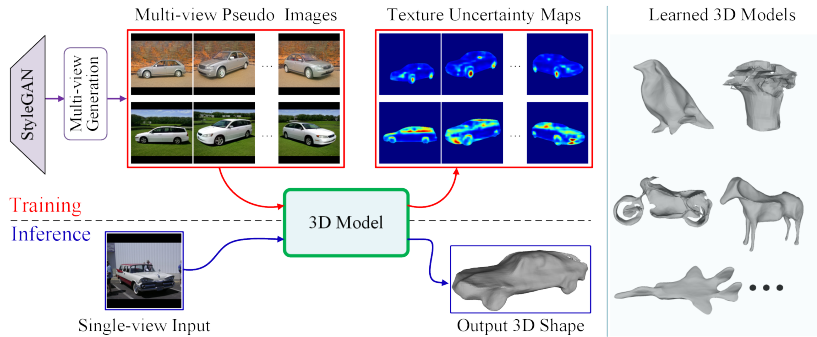 Multi-view Pseudo Images
Texture Uncertainty Maps
Learned 3D Models
StyleGAN
Multi-view
Generation
...
...
...
...
Training
Inference
3D Model
Single-view Input
Output 3D Shape